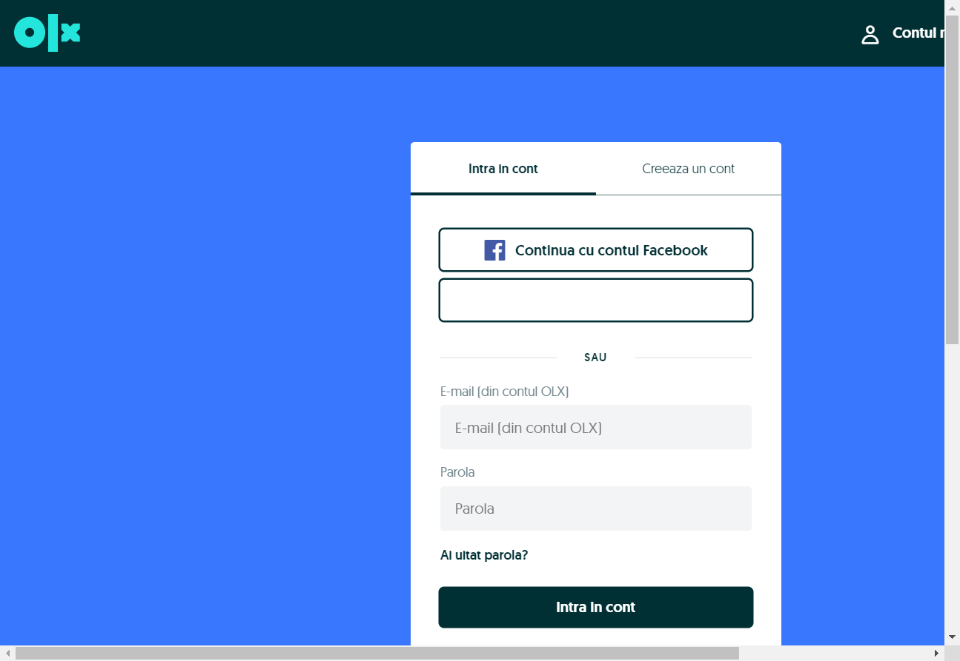 olx
Contul
Intra in cont
Creeaza un cont
Continua cu contul Facebook
SAU
E-mail (din contul OLX)
E-mail (din contul OLX)
Parola
Parola
Ai uitat parola?
Intra in cont